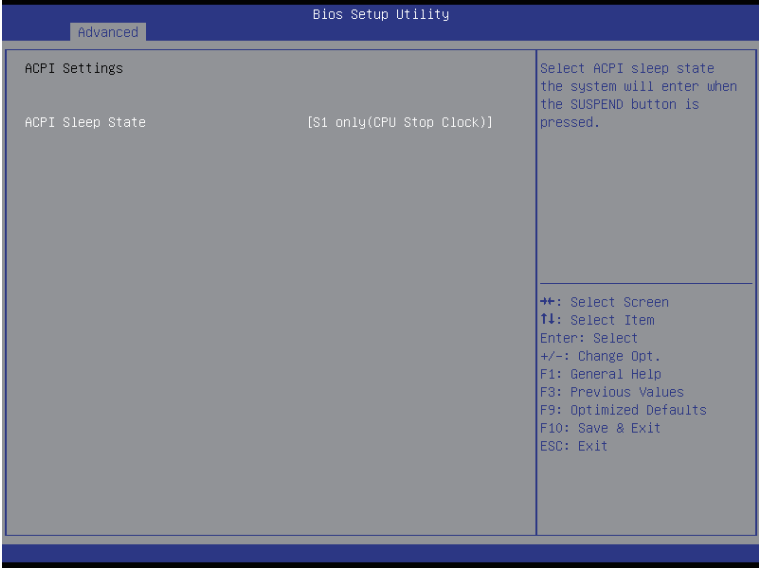 Bios Setup Utility
Advanced
ACPI Settings
ACPI Sleep State [S1 only(CPU Stop Clock)]
Select ACPI sleep state
the system will enter when
the SUSPEND button is
pressed.
→←: Select Screen
↑↓: Select Item
Enter: Select
+/-: Change Opt.
F1: General Help
F3: Previous Values
F9: Optimized Defaults
F10: Save & Exit
ESC: Exit